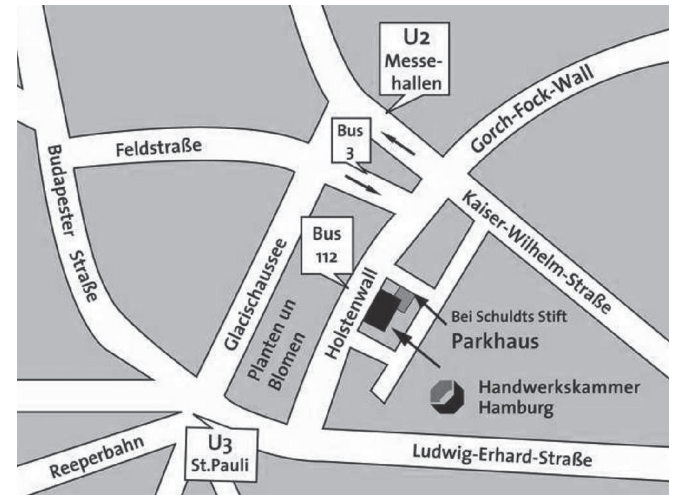 U2
Messe-
hallen
Gorch-Fock-Wall
Bus
3
Feldstraße
Budapester Straße
Kaiser-Wilhelm-Straße
Bus
112
Glacischaussee
Planten un
Blomen
Holstenwall
Bei Schuldts Stift
Parkhaus
Handwerkskammer
Hamburg
U3
St.Pauli
Reeperbahn
Ludwig-Erhard-Straße